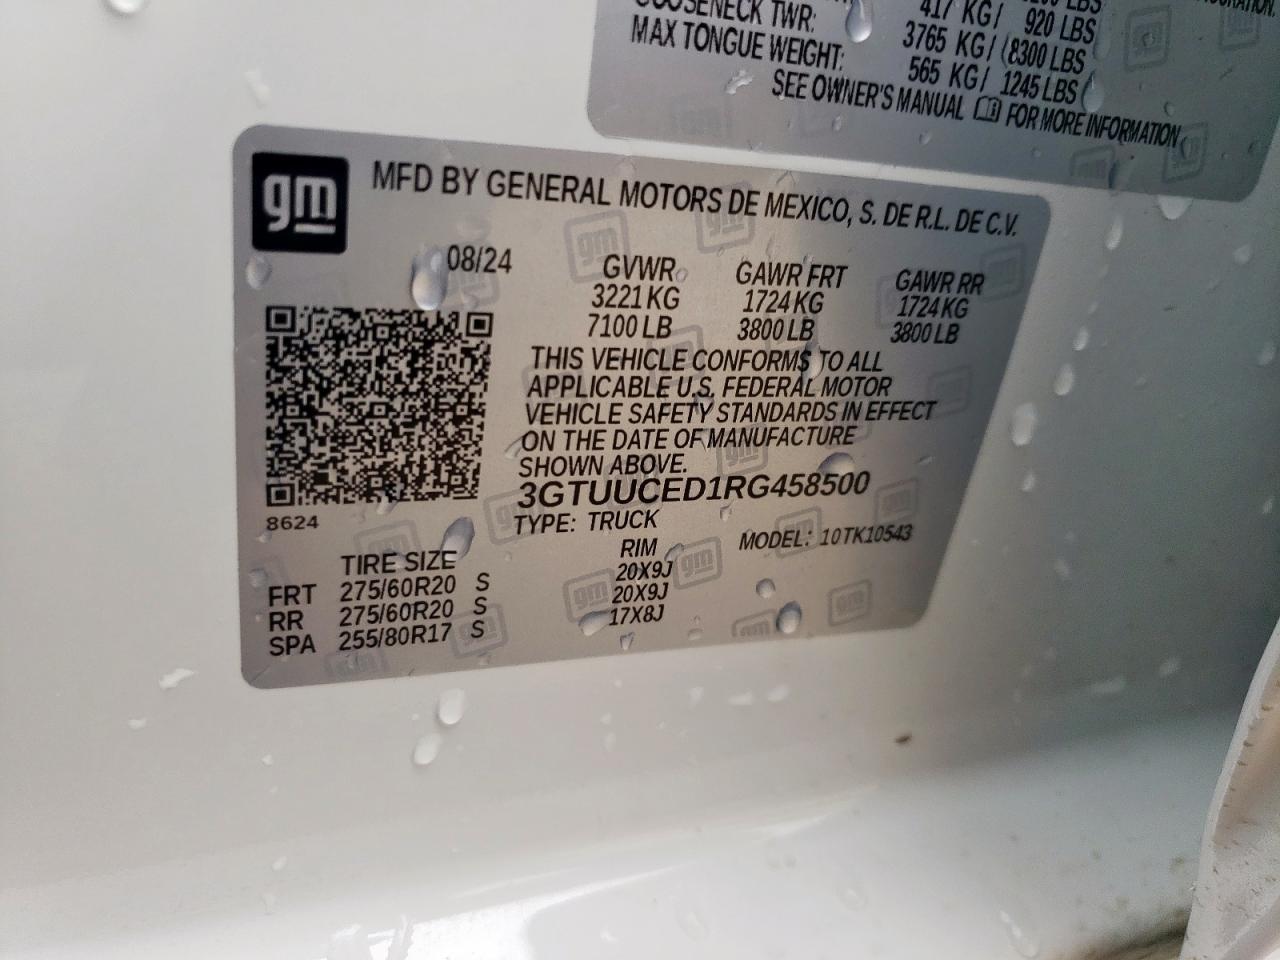 LBS
GOOSENECK TWR: 417 KG/ 920 LBS
MAX TONGUE WEIGHT: 3765 KG/ (8300 LBS
565 KG/ 1245 LBS
SEE OWNER'S MANUAL FOR MORE INFORMATION
gm
MFD BY GENERAL MOTORS DE MEXICO, S. DE R.L. DE C.V.
08/24 GVWR GAWR FRT GAWR RR
3221 KG 1724 KG 1724 KG
7100 LB 3800 LB 3800 LB
THIS VEHICLE CONFORMS TO ALL
APPLICABLE U.S. FEDERAL MOTOR
VEHICLE SAFETY STANDARDS IN EFFECT
ON THE DATE OF MANUFACTURE
SHOWN ABOVE.
3GTUUCED1RG458500
8624
TYPE: TRUCK MODEL: 10TK10543
TIRE SIZE RIM
FRT 275/60R20 S 20X9J
RR 275/60R20 S 20X9J
SPA 255/80R17 S 17X8J